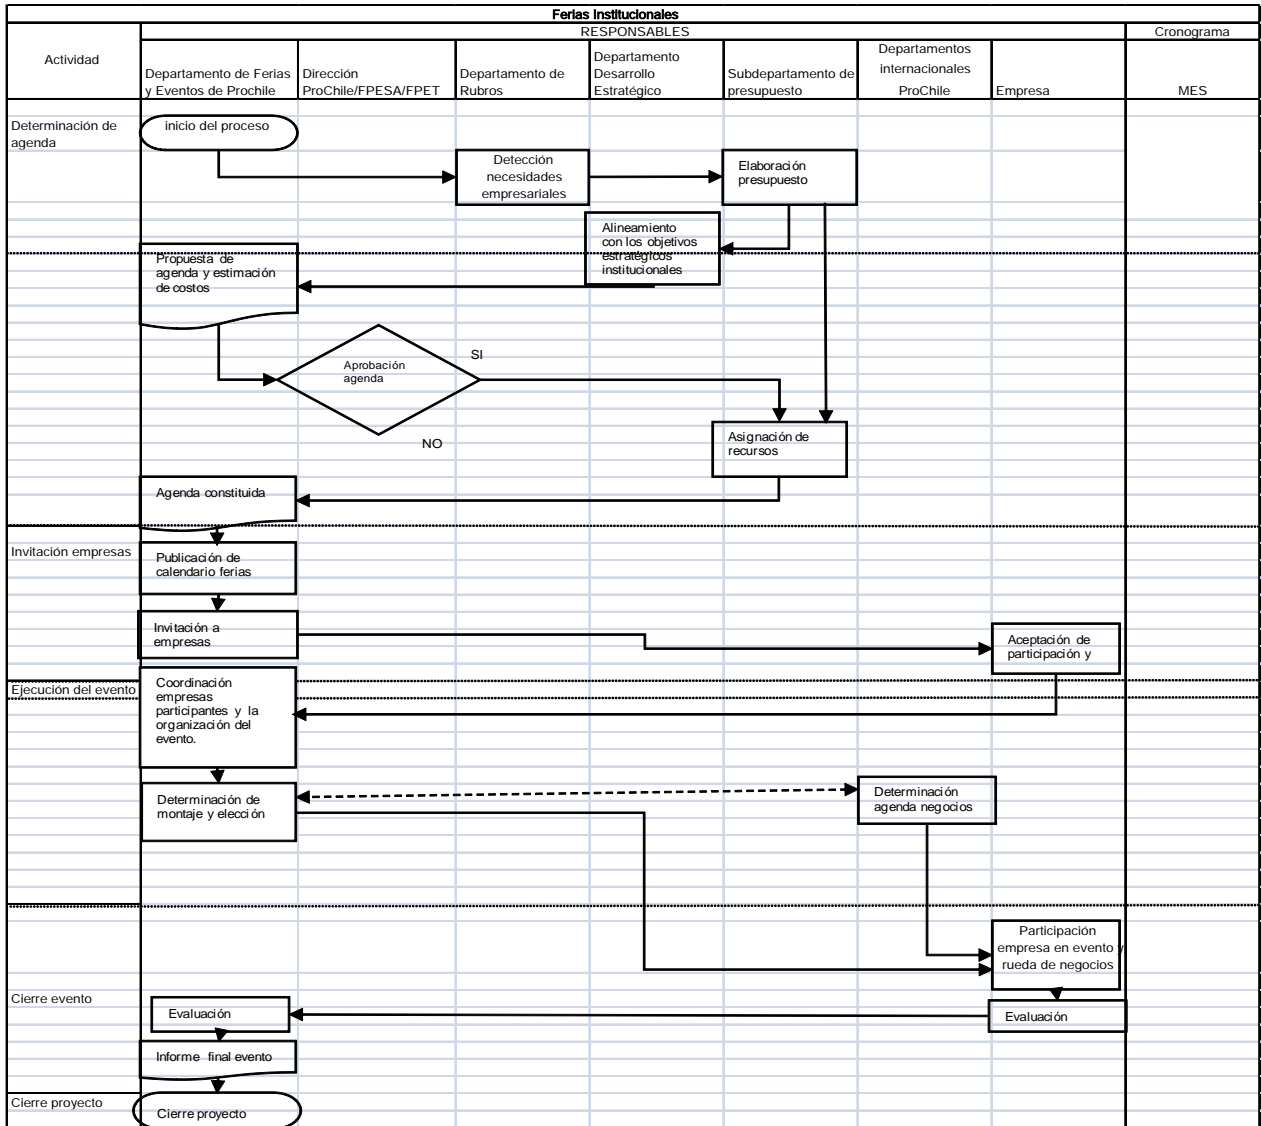 Ferias Institucionales
RESPONSABLES
Cronograma
Actividad
Departamento de Ferias
y Eventos de Prochile
Dirección
ProChile/FPESA/FPET
Departamento de
Rubros
Departamento
Desarrollo
Estratégico
Subdepartamento de
presupuesto
Departamentos
internacionales
ProChile
Empresa
MES
Determinación de
agenda
inicio del proceso
Detección
necesidades
empresariales
Elaboración
presupuesto
Alineamiento
con los objetivos
estratégicos
institucionales
Propuesta de
agenda y estimación
de costos
Aprobación
agenda
SI
NO
Asignación de
recursos
Agenda constituida
Invitación empresas
Publicación de
calendario ferias
Invitación a
empresas
Aceptación de
participación y
Ejecución del evento
Coordinación
empresas
participantes y la
organización del
evento.
Determinación de
montaje y elección
Determinación
agenda negocios
Participación
empresa en evento y
rueda de negocios
Cierre evento
Evaluación
Evaluación
Informe final evento
Cierre proyecto
Cierre proyecto